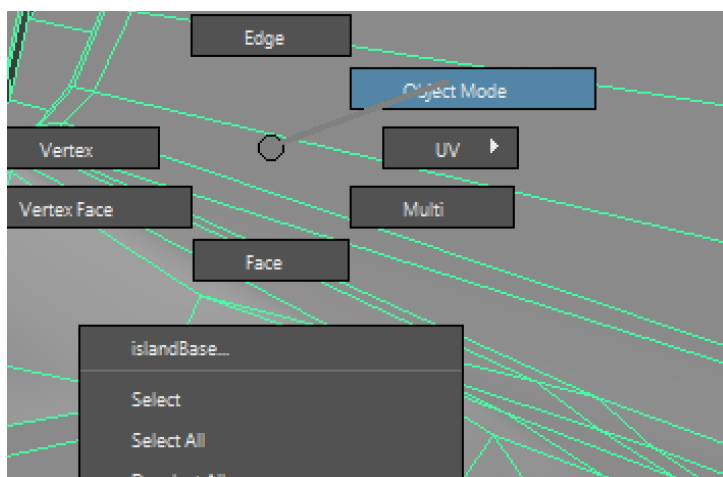 Edge
Object Mode
Vertex
UV
Vertex Face
Multi
Face
islandBase...
Select
Select All